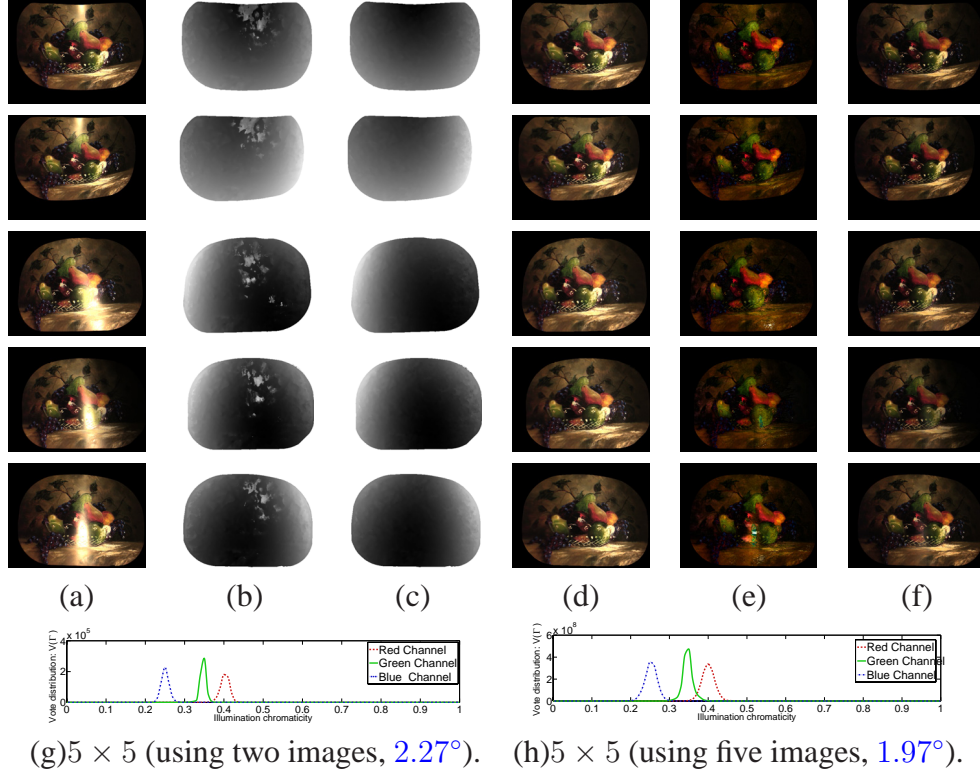 (a) (b) (c) (d) (e) (f)
x 10^5
4
2
0
Vote distribution: V(Γ)
Red Channel
Green Channel
Blue Channel
0 0.1 0.2 0.3 0.4 0.5 0.6 0.7 0.8 0.9 1
Illumination chromaticity
x 10^8
6
4
2
0
Vote distribution: V(Γ)
Red Channel
Green Channel
Blue Channel
0 0.1 0.2 0.3 0.4 0.5 0.6 0.7 0.8 0.9 1
Illumination chromaticity
(g)5 × 5 (using two images, 2.27°). (h)5 × 5 (using five images, 1.97°).